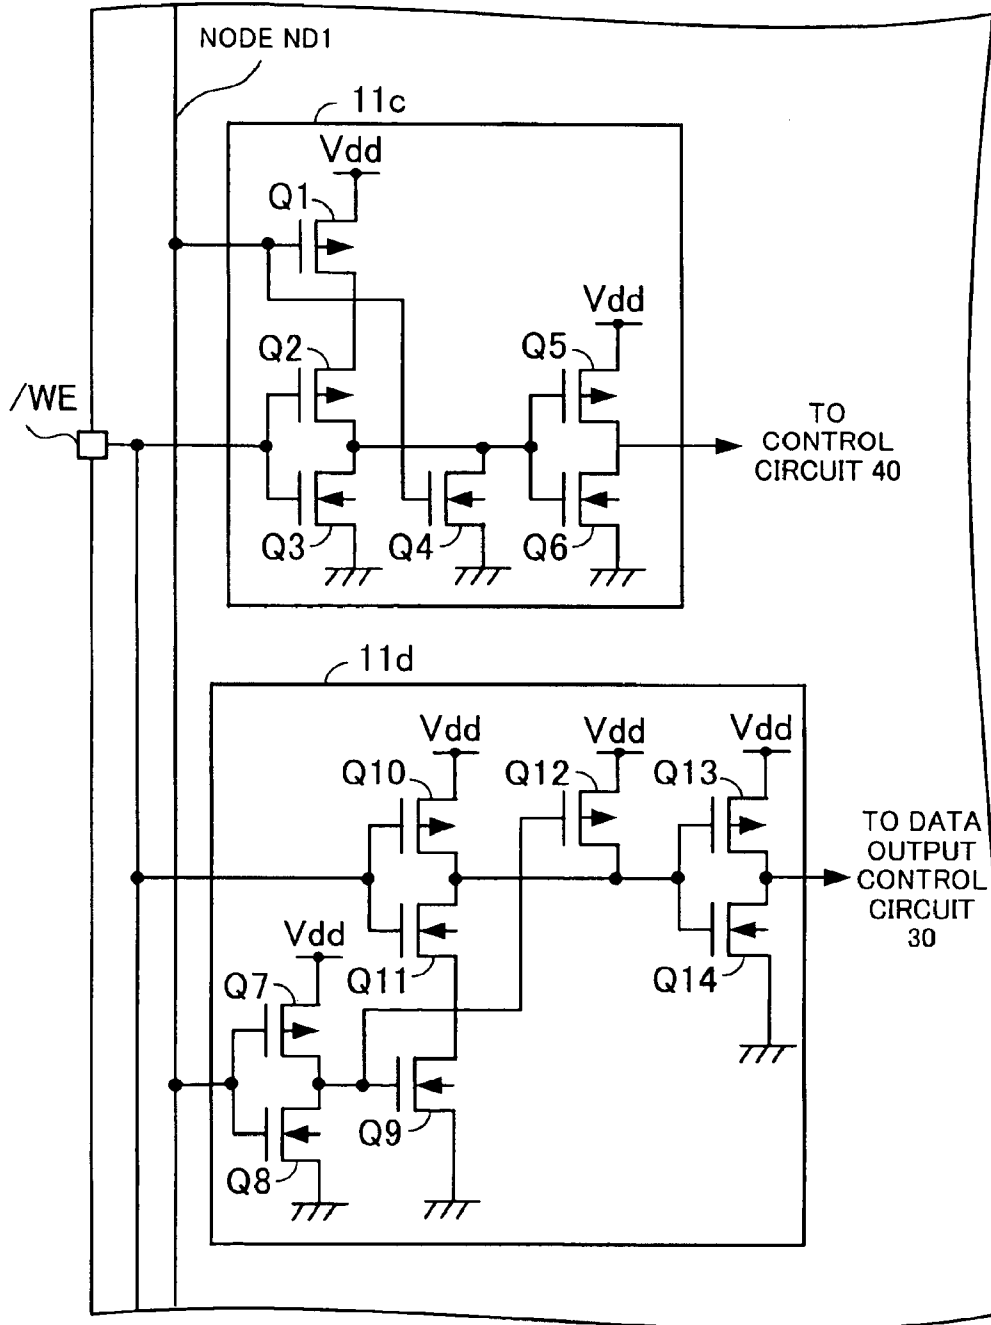 NODE ND1
11c
Vdd
Q1
Vdd
Q2
Q5
/WE
TO
CONTROL
CIRCUIT 40
Q3
Q4
Q6
11d
Vdd
Vdd
Vdd
Q10
Q12
Q13
TO DATA
OUTPUT
CONTROL
CIRCUIT
30
Vdd
Q11
Q14
Q7
Q9
Q8